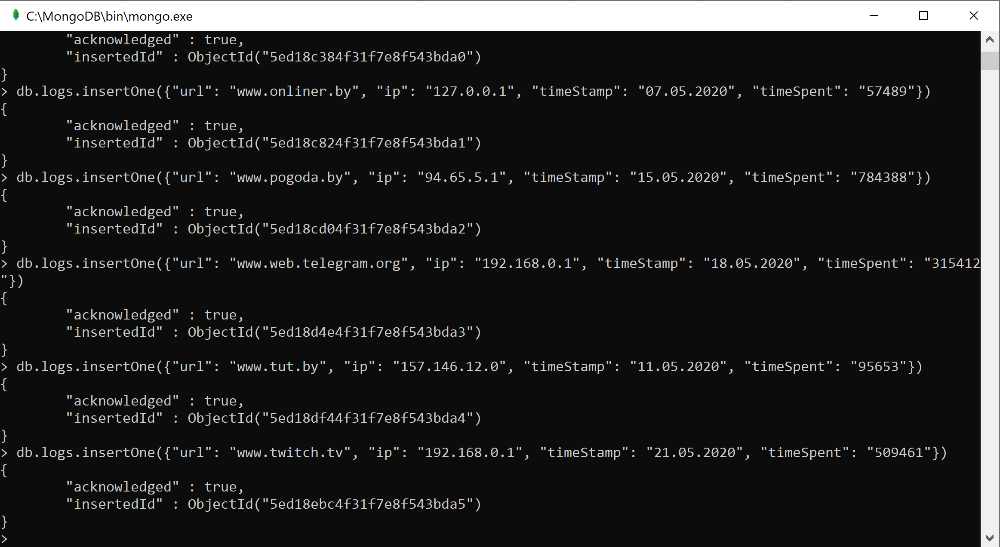 C:\MongoDB\bin\mongo.exe
"acknowledged" : true,
"insertedId" : ObjectId("5ed18c384f31f7e8f543bda0")
}
> db.logs.insertOne({"url": "www.onliner.by", "ip": "127.0.0.1", "timeStamp": "07.05.2020", "timeSpent": "57489"})
{
"acknowledged" : true,
"insertedId" : ObjectId("5ed18c824f31f7e8f543bda1")
}
> db.logs.insertOne({"url": "www.pogoda.by", "ip": "94.65.5.1", "timeStamp": "15.05.2020", "timeSpent": "784388"})
{
"acknowledged" : true,
"insertedId" : ObjectId("5ed18cd04f31f7e8f543bda2")
}
> db.logs.insertOne({"url": "www.web.telegram.org", "ip": "192.168.0.1", "timeStamp": "18.05.2020", "timeSpent": "315412
"})
{
"acknowledged" : true,
"insertedId" : ObjectId("5ed18d4e4f31f7e8f543bda3")
}
> db.logs.insertOne({"url": "www.tut.by", "ip": "157.146.12.0", "timeStamp": "11.05.2020", "timeSpent": "95653"})
{
"acknowledged" : true,
"insertedId" : ObjectId("5ed18df44f31f7e8f543bda4")
}
> db.logs.insertOne({"url": "www.twitch.tv", "ip": "192.168.0.1", "timeStamp": "21.05.2020", "timeSpent": "509461"})
{
"acknowledged" : true,
"insertedId" : ObjectId("5ed18ebc4f31f7e8f543bda5")
}
>